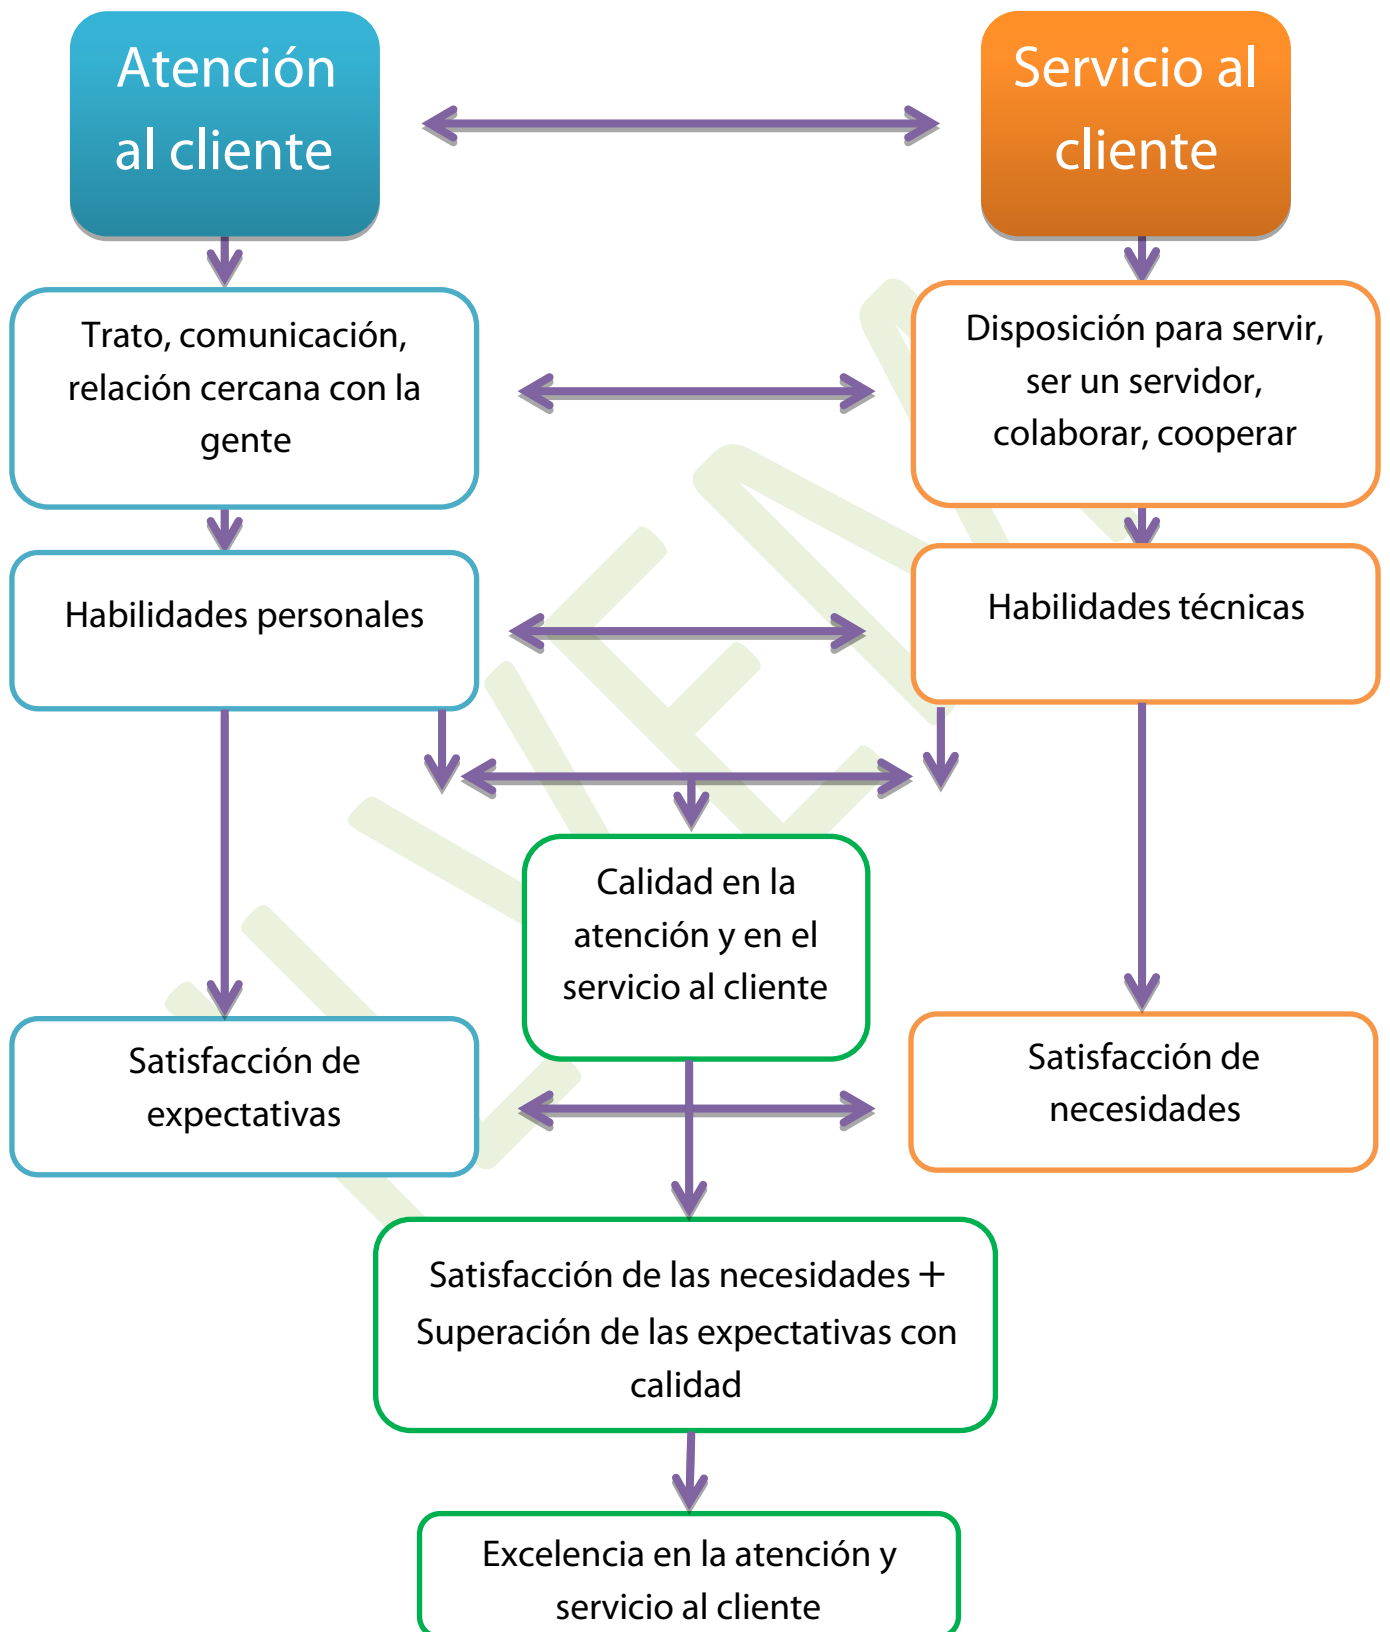 Atención
al cliente
Servicio al
cliente
Trato, comunicación,
relación cercana con la
gente
Disposición para servir,
ser un servidor,
colaborar, cooperar
Habilidades personales
Habilidades técnicas
Calidad en la
atención y en el
servicio al cliente
Satisfacción de
expectativas
Satisfacción de
necesidades
Satisfacción de las necesidades +
Superación de las expectativas con
calidad
Excelencia en la atención y
servicio al cliente